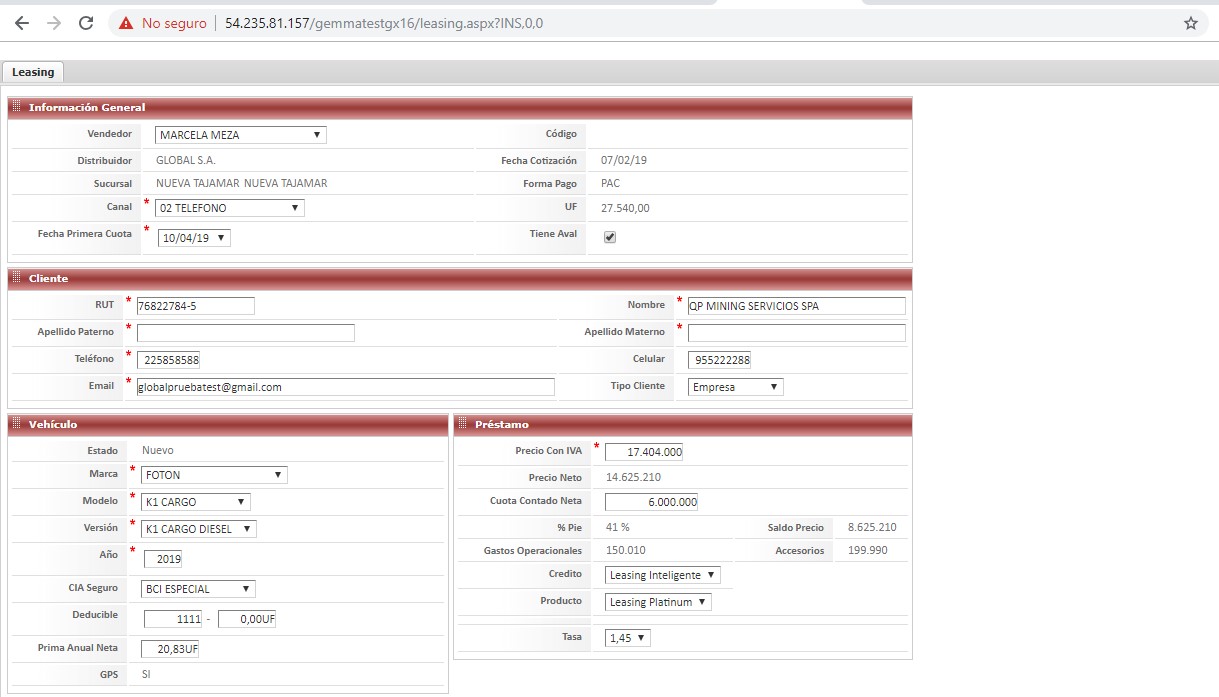 No seguro | 54.235.81.157/gemmatestgx16/leasing.aspx?INS,0,0
Leasing
Información General
Vendedor MARCELA MEZA Código
Distribuidor GLOBAL S.A. Fecha Cotización 07/02/19
Sucursal NUEVA TAJAMAR NUEVA TAJAMAR Forma Pago PAC
Canal * 02 TELEFONO UF 27.540,00
Fecha Primera Cuota * 10/04/19 Tiene Aval
Cliente
RUT * 76822784-5 Nombre * QP MINING SERVICIOS SPA
Apellido Paterno * Apellido Materno *
Teléfono * 225858588 Celular 955222288
Email * globalpruebatest@gmail.com Tipo Cliente Empresa
Vehículo
Estado Nuevo
Marca * FOTON
Modelo * K1 CARGO
Versión * K1 CARGO DIESEL
Año * 2019
CIA Seguro BCI ESPECIAL
Deducible 1111 - 0,00UF
Prima Anual Neta 20,83UF
GPS SI
Préstamo
Precio Con IVA * 17.404.000
Precio Neto 14.625.210
Cuota Contado Neta 6.000.000
% Pie 41 % Saldo Precio 8.625.210
Gastos Operacionales 150.010 Accesorios 199.990
Credito Leasing Inteligente
Producto Leasing Platinum
Tasa 1,45